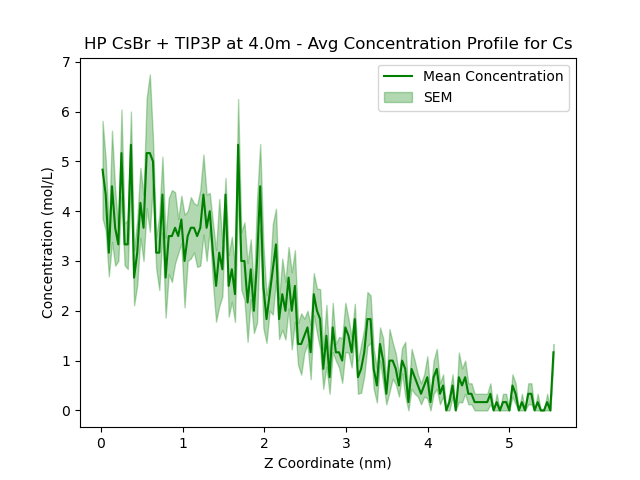 HP CsBr + TIP3P at 4.0m - Avg Concentration Profile for Cs
Mean Concentration
SEM
Concentration (mol/L)
7
6
5
4
3
2
1
0
0 1 2 3 4 5
Z Coordinate (nm)